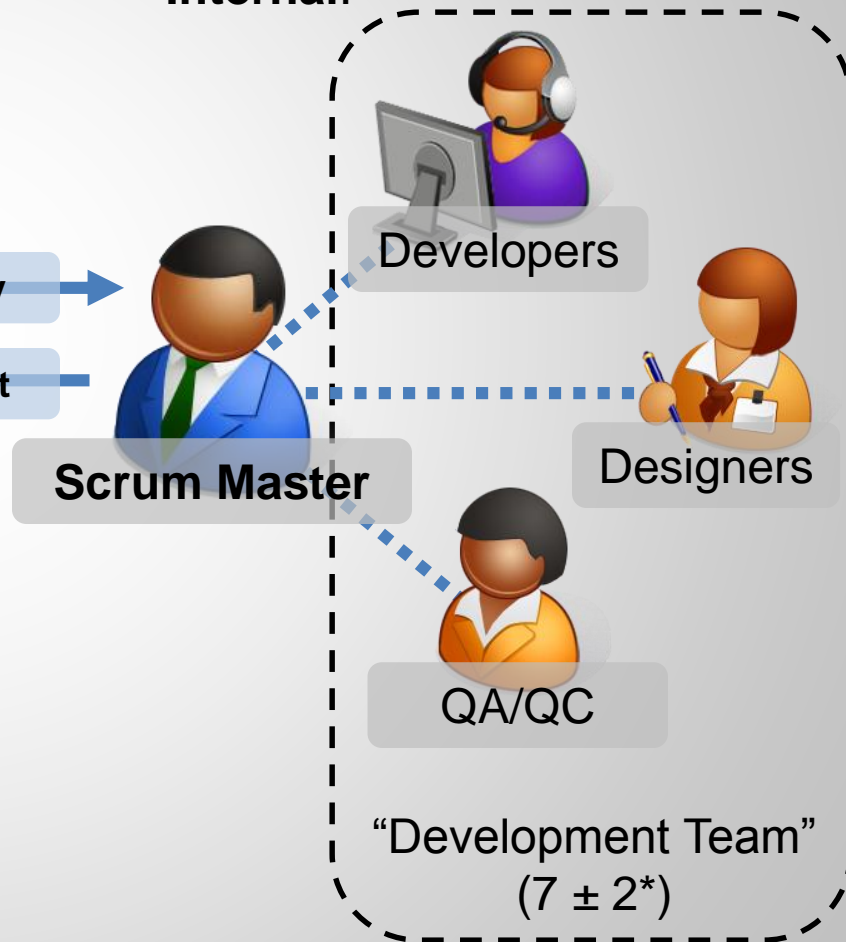 Developers
Designers
Scrum Master
QA/QC
“Development Team”
(7 ± 2*)